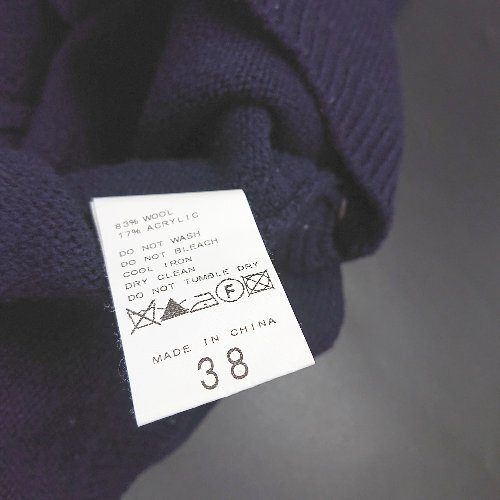 83% WOOL
17% ACRYLIC
DO NOT WASH
DO NOT BLEACH
COOL IRON
DRY CLEAN
DO NOT TUMBLE DRY
F
MADE IN CHINA
38